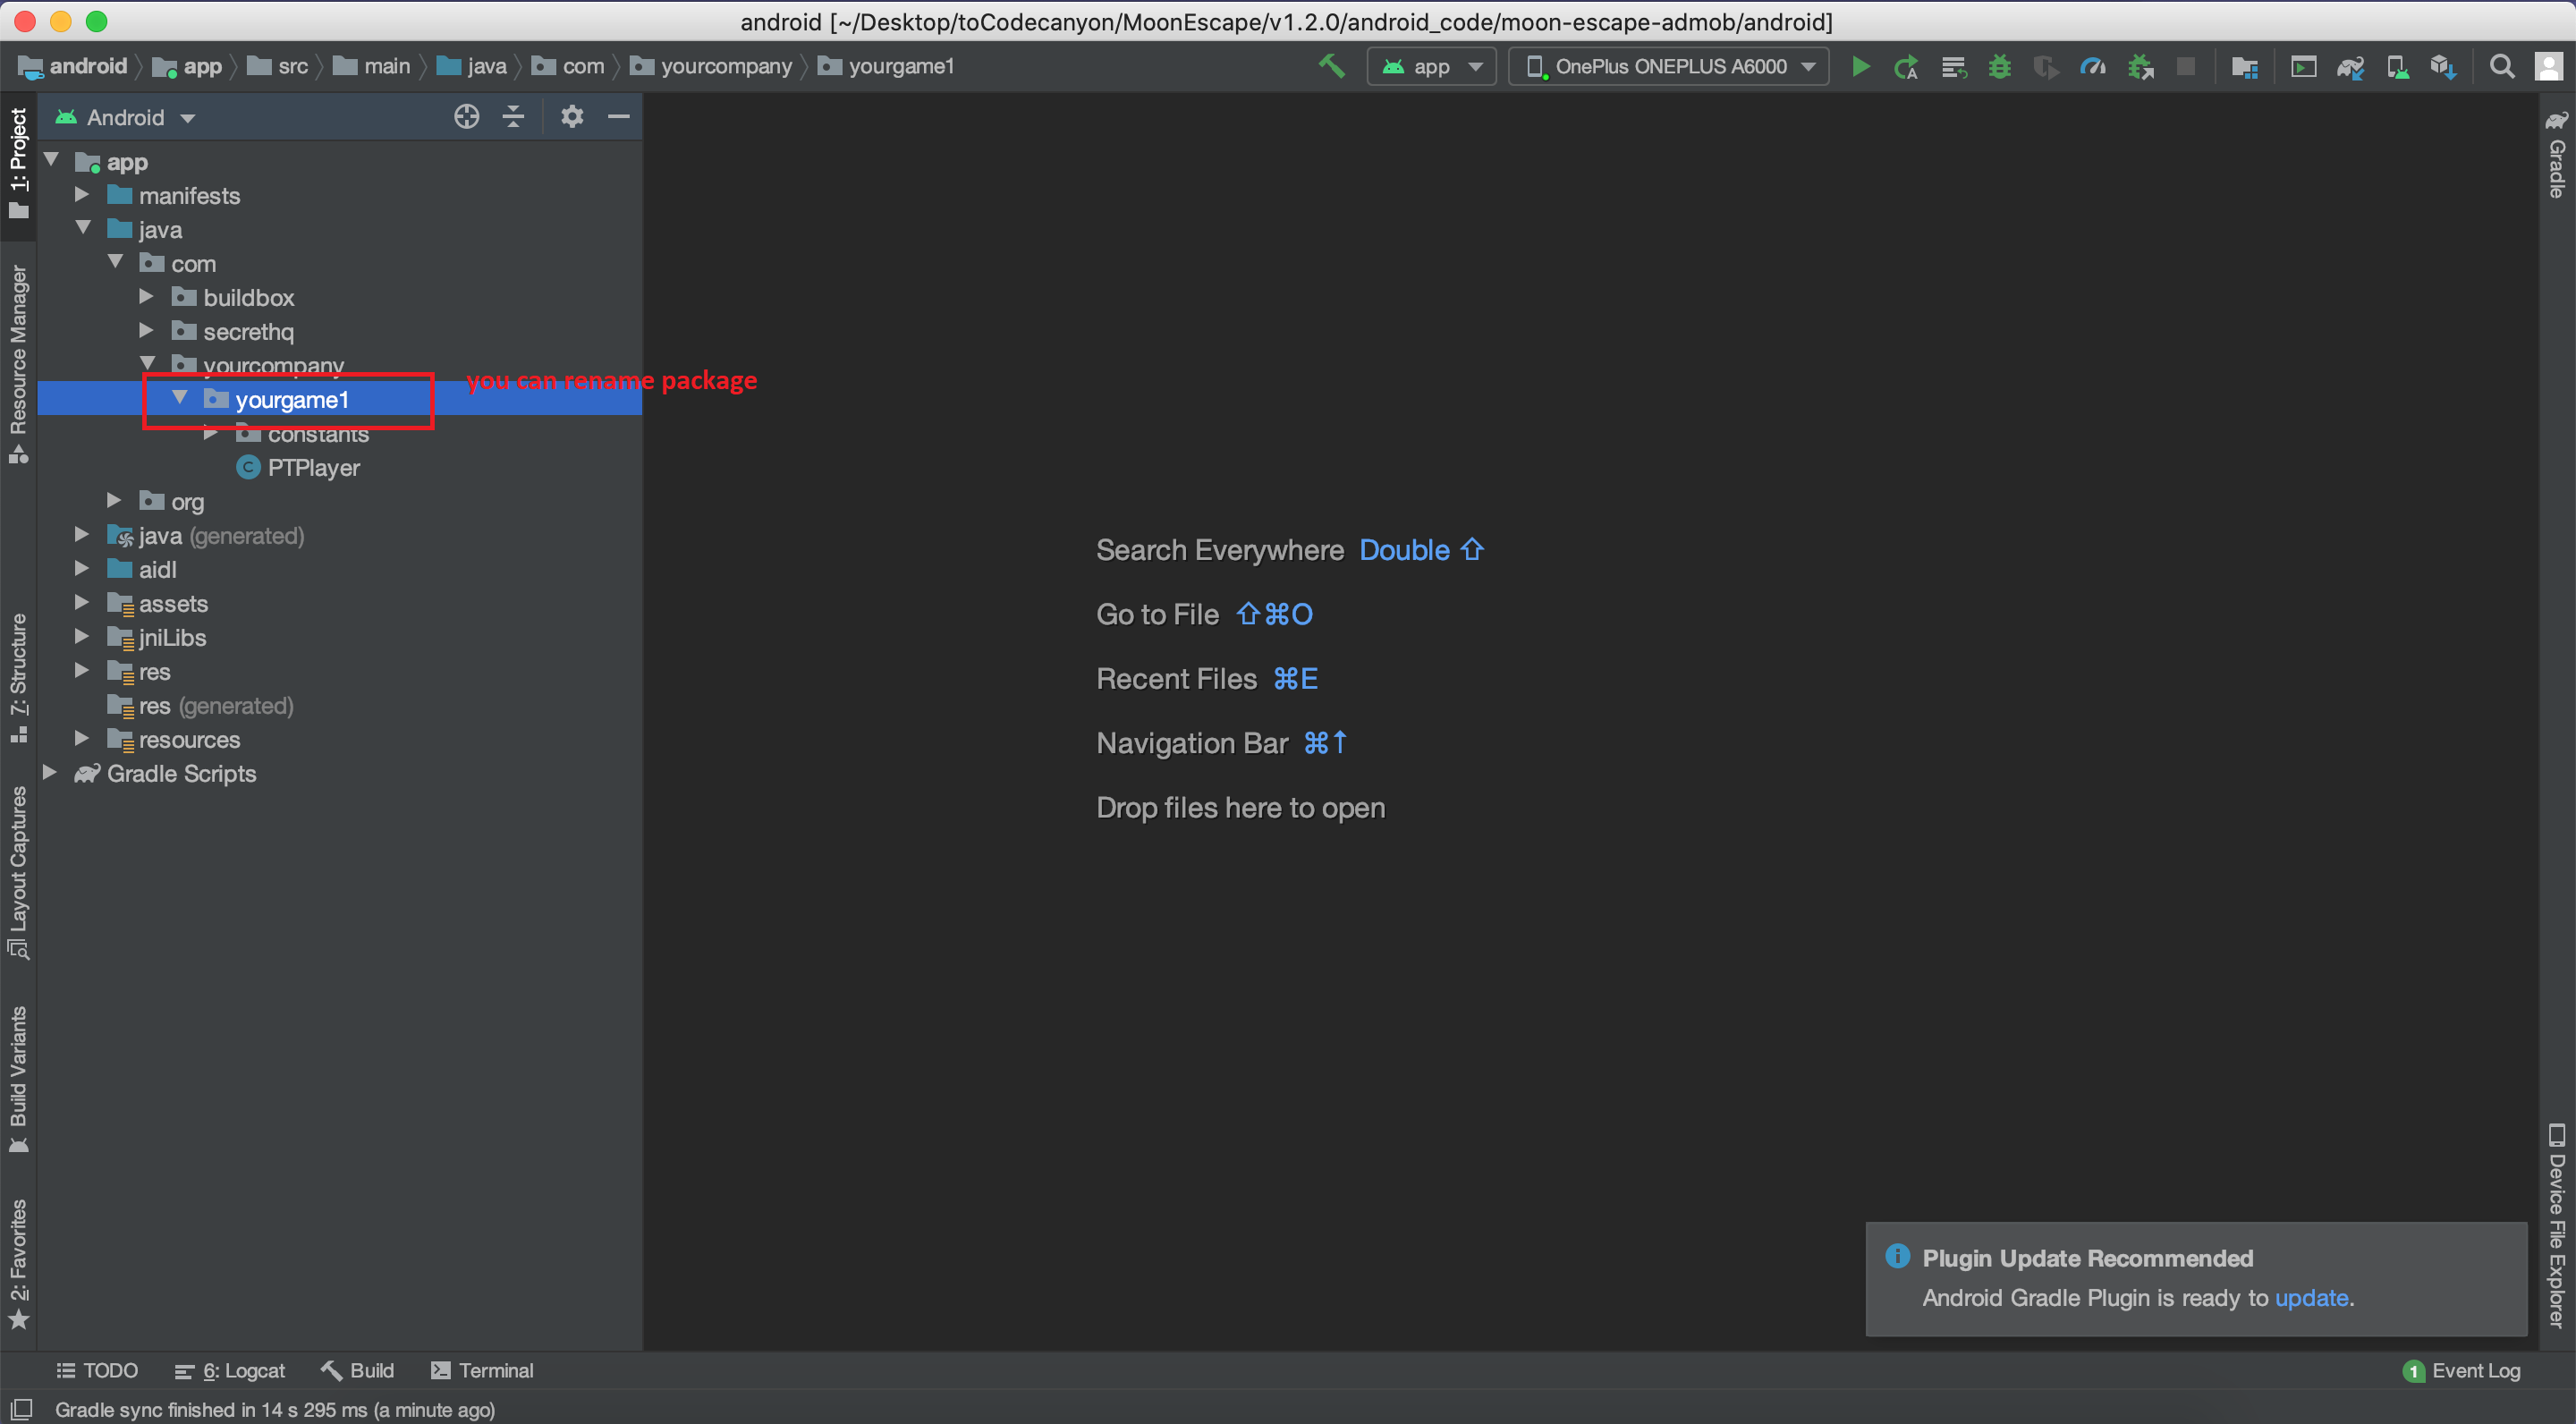 android [~/Desktop/toCodecanyon/MoonEscape/v1.2.0/android_code/moon-escape-admob/android]
android app src main java com yourcompany yourgame1 app OnePlus ONEPLUS A6000
1: Project
Resource Manager
7: Structure
Layout Captures
Build Variants
2: Favorites
Android
app
manifests
java
com
buildbox
secrethq
yourcompany
yourgame1
you can rename package
constants
PTPlayer
org
java (generated)
aidl
assets
jniLibs
res
res (generated)
resources
Gradle Scripts
Search Everywhere Double ⇧
Go to File ⇧⌘O
Recent Files ⌘E
Navigation Bar ⌘↑
Drop files here to open
Gradle
Device File Explorer
Plugin Update Recommended
Android Gradle Plugin is ready to update.
TODO 6: Logcat Build Terminal 1 Event Log
Gradle sync finished in 14 s 295 ms (a minute ago)